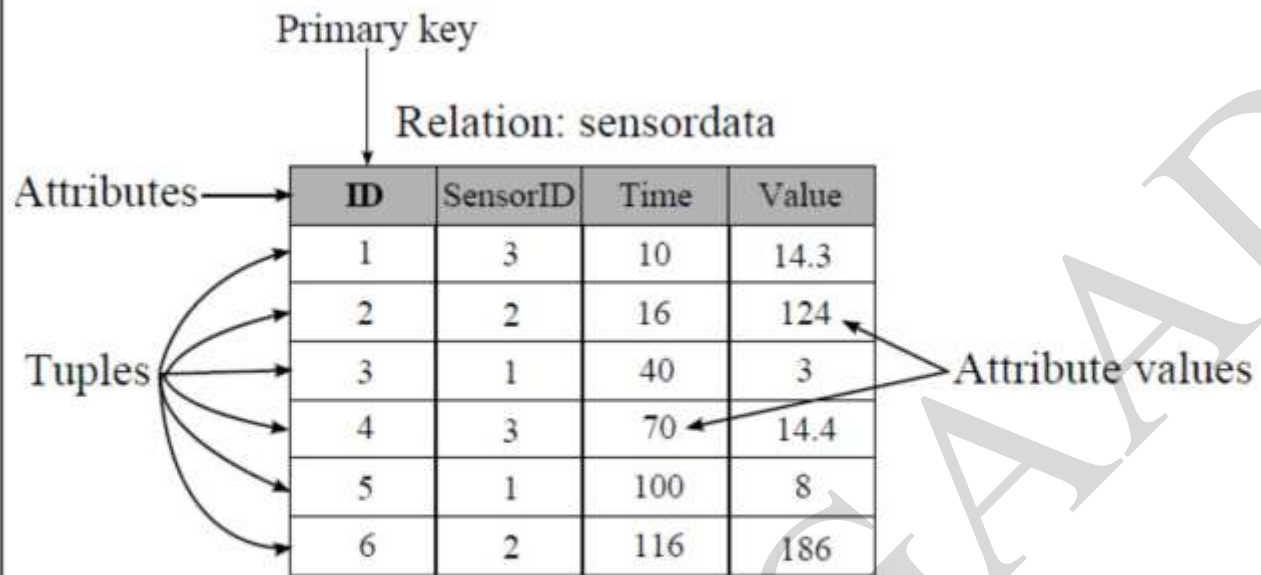 Primary key
Relation: sensordata
Attributes
ID SensorID Time Value
1 3 10 14.3
2 2 16 124
Tuples 3 1 40 3 Attribute values
4 3 70 14.4
5 1 100 8
6 2 116 186